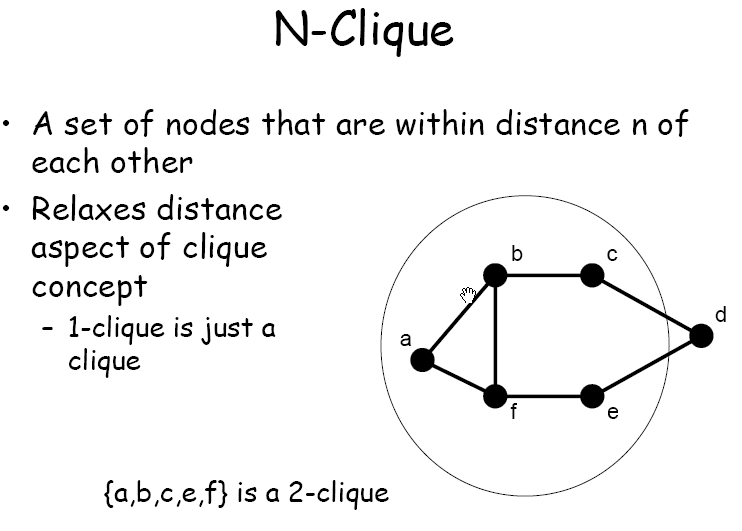 N-Clique
• A set of nodes that are within distance n of
each other
• Relaxes distance
aspect of clique
concept
– 1-clique is just a
clique
b
c
d
a
f
e
{a,b,c,e,f} is a 2-clique